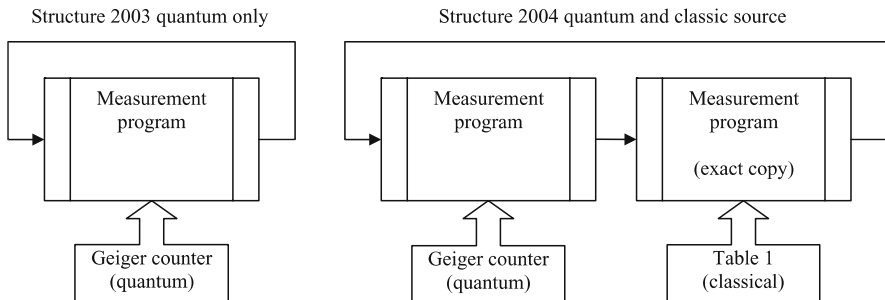 Structure 2003 quantum only
Structure 2004 quantum and classic source
Measurement
program
Measurement
program
Measurement
program
(exact copy)
Geiger counter
(quantum)
Geiger counter
(quantum)
Table 1
(classical)